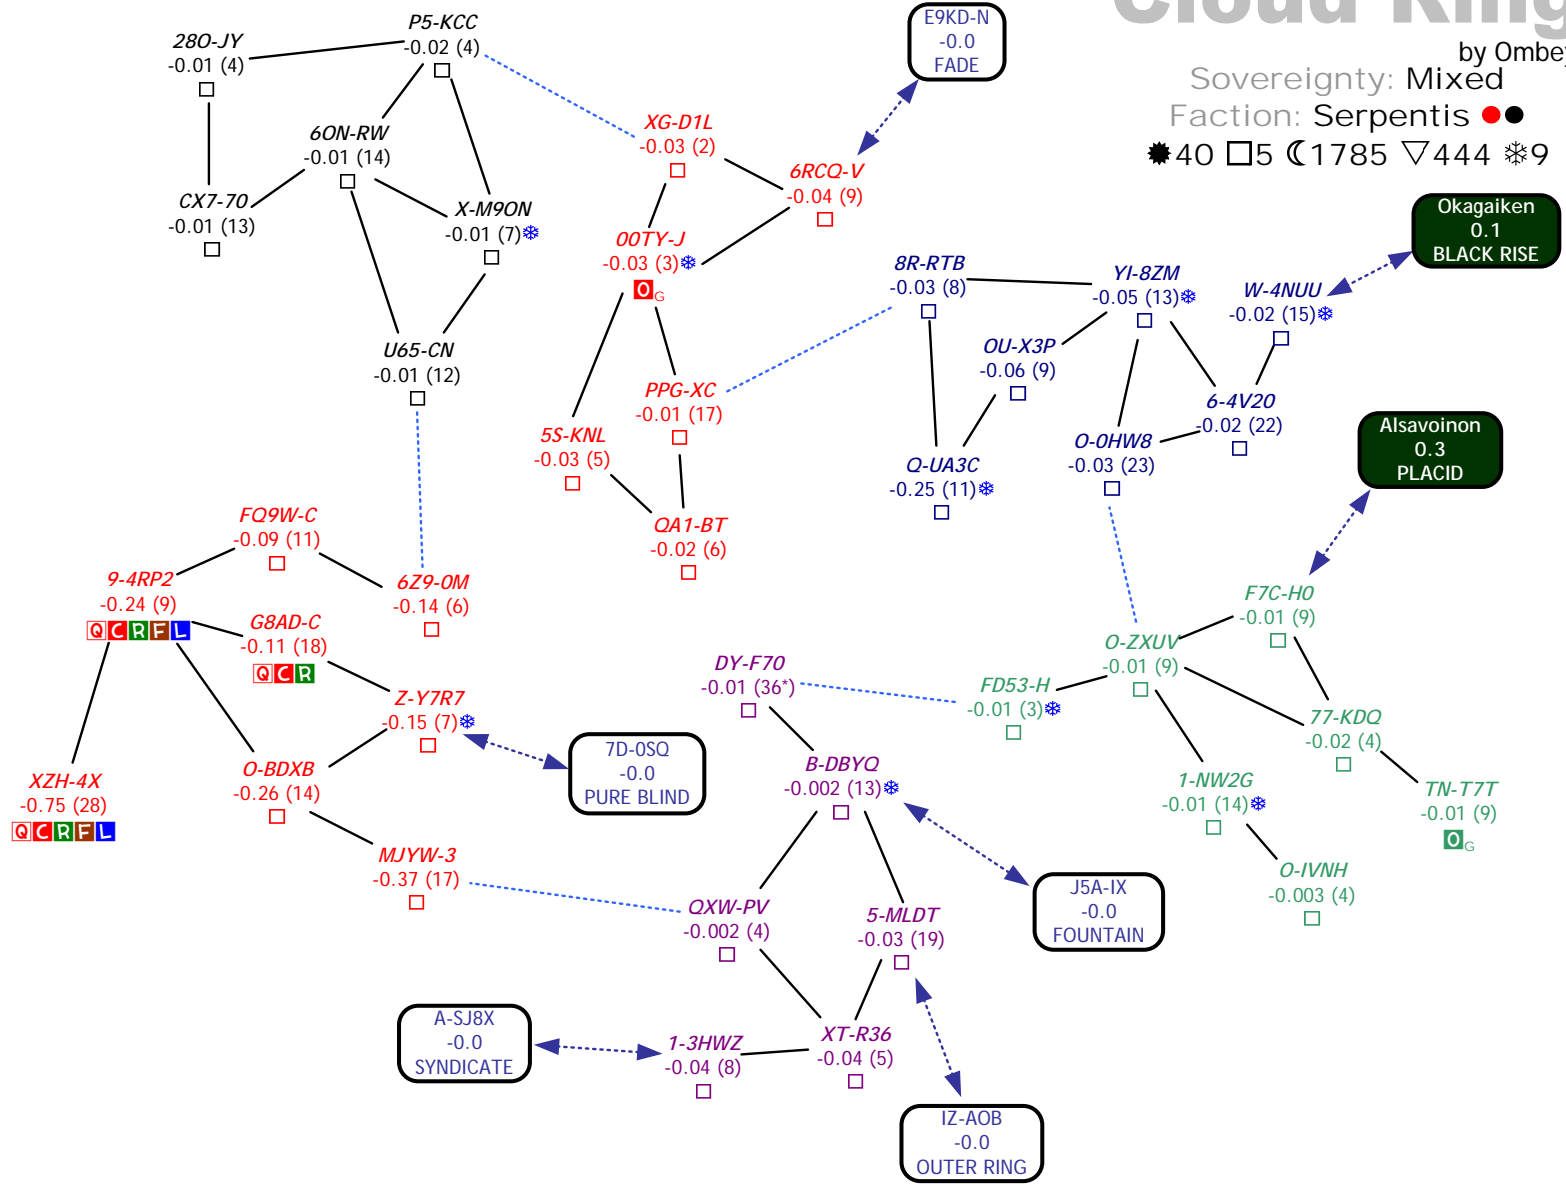 Cloud Ring
by Ombey
Sovereignty: Mixed
Faction: Serpentis
40 5 1785 444 9
P5-KCC
-0.02 (4)
28O-JY
-0.01 (4)
6ON-RW
-0.01 (14)
CX7-70
-0.01 (13)
X-M9ON
-0.01 (7)
U65-CN
-0.01 (12)
E9KD-N
-0.0
FADE
XG-D1L
-0.03 (2)
6RCQ-V
-0.04 (9)
00TY-J
-0.03 (3)
O G
PPG-XC
-0.01 (17)
5S-KNL
-0.03 (5)
QA1-BT
-0.02 (6)
Okagaiken
0.1
BLACK RISE
8R-RTB
-0.03 (8)
YI-8ZM
-0.05 (13)
W-4NUU
-0.02 (15)
OU-X3P
-0.06 (9)
6-4V20
-0.02 (22)
O-0HW8
-0.03 (23)
Q-UA3C
-0.25 (11)
Alsavoinon
0.3
PLACID
FQ9W-C
-0.09 (11)
9-4RP2
-0.24 (9)
Q C R F L
6Z9-0M
-0.14 (6)
G8AD-C
-0.11 (18)
Q C R
Z-Y7R7
-0.15 (7)
XZH-4X
-0.75 (28)
Q C R F L
O-BDXB
-0.26 (14)
MJYW-3
-0.37 (17)
7D-0SQ
-0.0
PURE BLIND
F7C-H0
-0.01 (9)
O-ZXUV
-0.01 (9)
FD53-H
-0.01 (3)
77-KDQ
-0.02 (4)
1-NW2G
-0.01 (14)
TN-T7T
-0.01 (9)
O G
O-IVNH
-0.003 (4)
DY-F70
-0.01 (36*)
B-DBYQ
-0.002 (13)
QXW-PV
-0.002 (4)
5-MLDT
-0.03 (19)
J5A-IX
-0.0
FOUNTAIN
A-SJ8X
-0.0
SYNDICATE
1-3HWZ
-0.04 (8)
XT-R36
-0.04 (5)
IZ-AOB
-0.0
OUTER RING